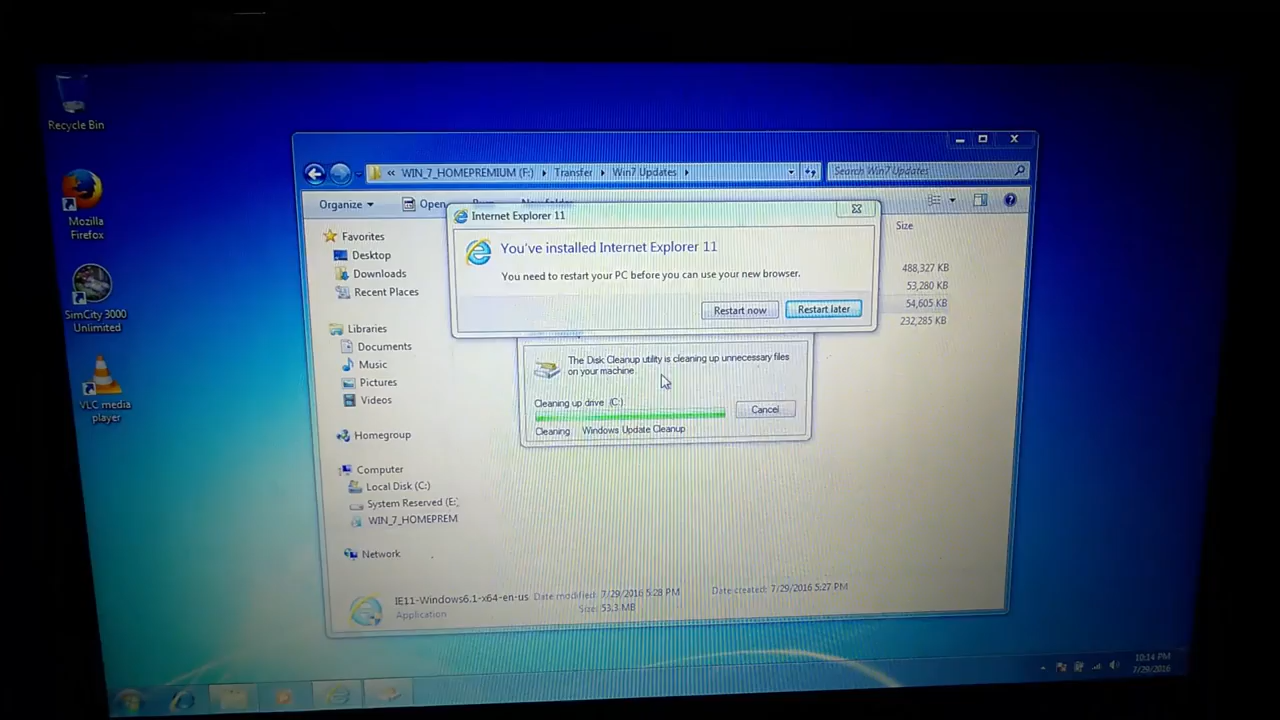 Recycle Bin
Mozilla
Firefox
SimCity 3000
Unlimited
VLC media
player
« WIN_7_HOMEPREMIUM (F:) Transfer Win7 Updates
Search Win7 Updates
Organize Open Burn New folder
Internet Explorer 11
You've installed Internet Explorer 11
You need to restart your PC before you can use your new browser.
Restart now Restart later
Size
488,327 KB
53,280 KB
54,605 KB
232,285 KB
Favorites
Desktop
Downloads
Recent Places
Libraries
Documents
Music
Pictures
Videos
Homegroup
Computer
Local Disk (C:)
System Reserved (E:
WIN_7_HOMEPREM
Network
The Disk Cleanup utility is cleaning up unnecessary files
on your machine.
Cleaning up drive (C:)
Cancel
Cleaning: Windows Update Cleanup
IE11-Windows6.1-x64-en-us Date modified: 7/29/2016 5:28 PM Date created: 7/29/2016 5:27 PM
Application Size: 53.3 MB
10:14 PM
7/29/2016